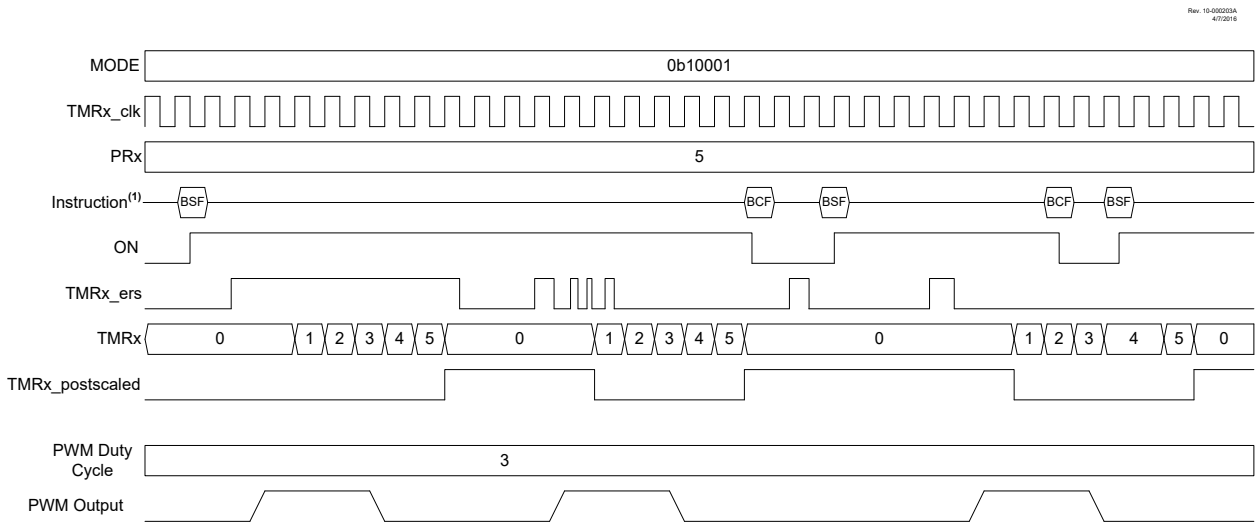 Rev. 10-000203A
4/7/2016
MODE 0b10001
TMRx_clk
PRx 5
Instruction(1) BSF BCF BSF BCF BSF
ON
TMRx_ers
TMRx 0 1 2 3 4 5 0 1 2 3 4 5 0 1 2 3 4 5 0
TMRx_postscaled
PWM Duty
Cycle 3
PWM Output